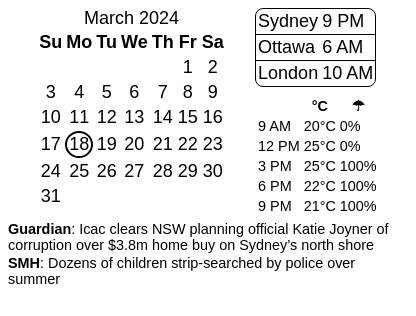 March 2024
Su Mo Tu We Th Fr Sa
1 2
3 4 5 6 7 8 9
10 11 12 13 14 15 16
17 18 19 20 21 22 23
24 25 26 27 28 29 30
31
Sydney 9 PM
Ottawa 6 AM
London 10 AM
°C ☂
9 AM 20°C 0%
12 PM 25°C 0%
3 PM 25°C 100%
6 PM 22°C 100%
9 PM 21°C 100%
Guardian: Icac clears NSW planning official Katie Joyner of
corruption over $3.8m home buy on Sydney’s north shore
SMH: Dozens of children strip-searched by police over
summer